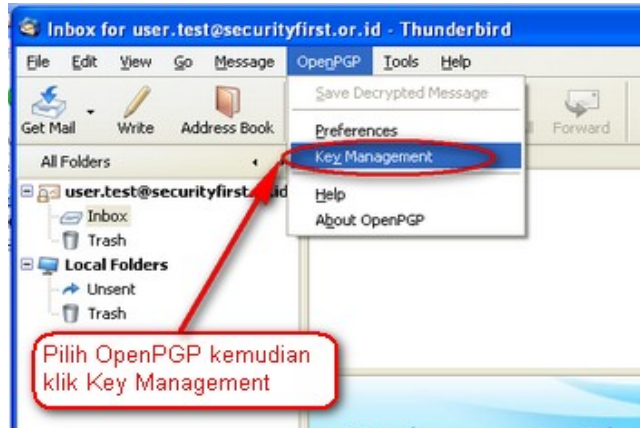 Inbox for user.test@securityfirst.or.id - Thunderbird
File Edit View Go Message OpenPGP Tools Help
Save Decrypted Message
Get Mail Write Address Book Forward
Preferences
All Folders
Key Management
user.test@securityfirst. id
Help
Inbox
About OpenPGP
Trash
Local Folders
Unsent
Trash
Pilih OpenPGP kemudian
klik Key Management